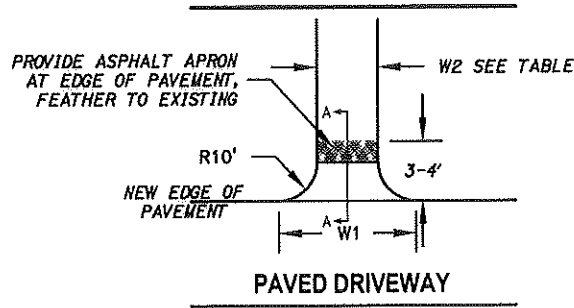 PROVIDE ASPHALT APRON
AT EDGE OF PAVEMENT,
FEATHER TO EXISTING
W2 SEE TABLE
A
R10'
3-4'
NEW EDGE OF
PAVEMENT
A
W1
PAVED DRIVEWAY